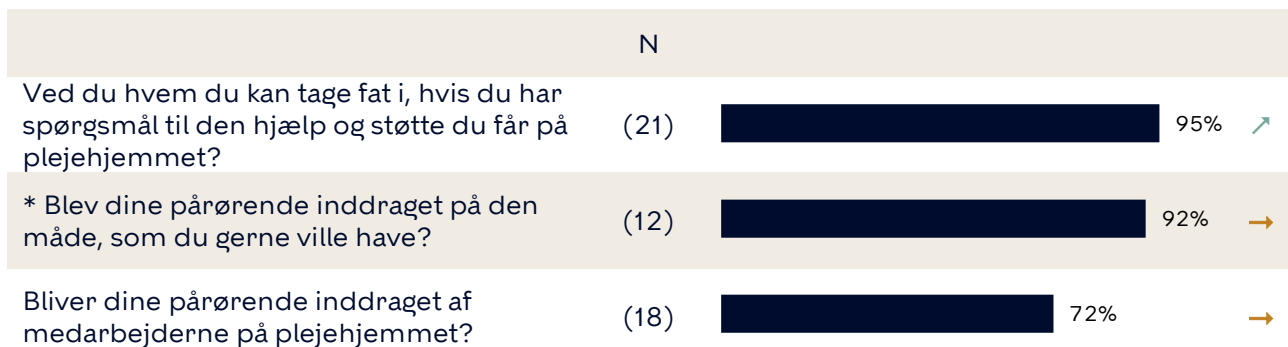 N
Ved du hvem du kan tage fat i, hvis du har
spørgsmål til den hjælp og støtte du får på
plejehjemmet?
(21)
95%
↗
* Blev dine pårørende inddraget på den
måde, som du gerne ville have?
(12)
92%
→
Bliver dine pårørende inddraget af
medarbejderne på plejehjemmet?
(18)
72%
→